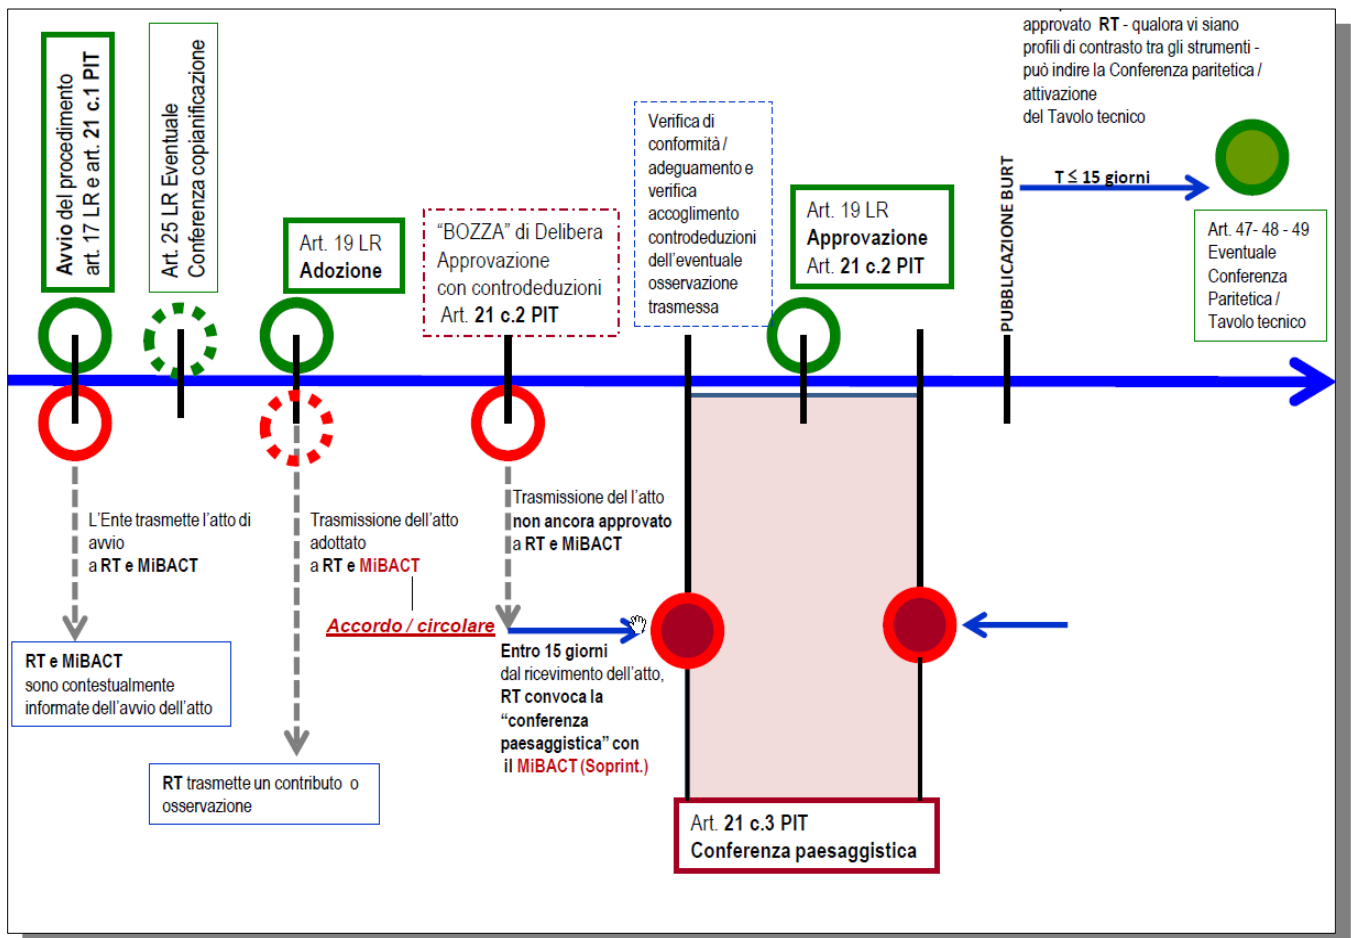 approvato RT - qualora vi siano
profili di contrasto tra gli strumenti -
può indire la Conferenza paritetica /
attivazione
del Tavolo tecnico
Avvio del procedimento
art. 17 LR e art. 21 c.1 PIT
Art. 25 LR Eventuale
Conferenza copianificazione
Art. 19 LR
Adozione
“BOZZA” di Delibera
Approvazione
con controdeduzioni
Art. 21 c.2 PIT
Verifica di
conformità /
adeguamento e
verifica
accoglimento
controdeduzioni
dell’eventuale
osservazione
trasmessa
Art. 19 LR
Approvazione
Art. 21 c.2 PIT
PUBBLICAZIONE BURT
T ≤ 15 giorni
Art. 47- 48 - 49
Eventuale
Conferenza
Paritetica /
Tavolo tecnico
L’Ente trasmette l’atto di
avvio
a RT e MiBACT
RT e MiBACT
sono contestualmente
informate dell’avvio dell’atto
Trasmissione dell’atto
adottato
a RT e MiBACT
Accordo / circolare
RT trasmette un contributo o
osservazione
Trasmissione del l’atto
non ancora approvato
a RT e MiBACT
Entro 15 giorni
dal ricevimento dell’atto,
RT convoca la
“conferenza
paesaggistica” con
il MiBACT (Soprint.)
Art. 21 c.3 PIT
Conferenza paesaggistica